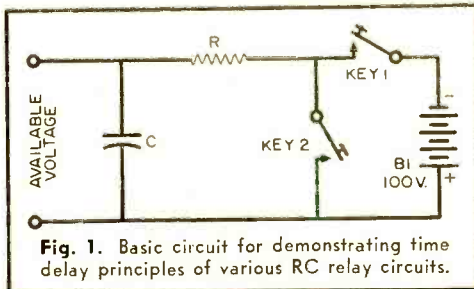 R
KEY 1
AVAILABLE
VOLTAGE
C
KEY 2
-
B1
+
100 V.
Fig. 1. Basic circuit for demonstrating time
delay principles of various RC relay circuits.